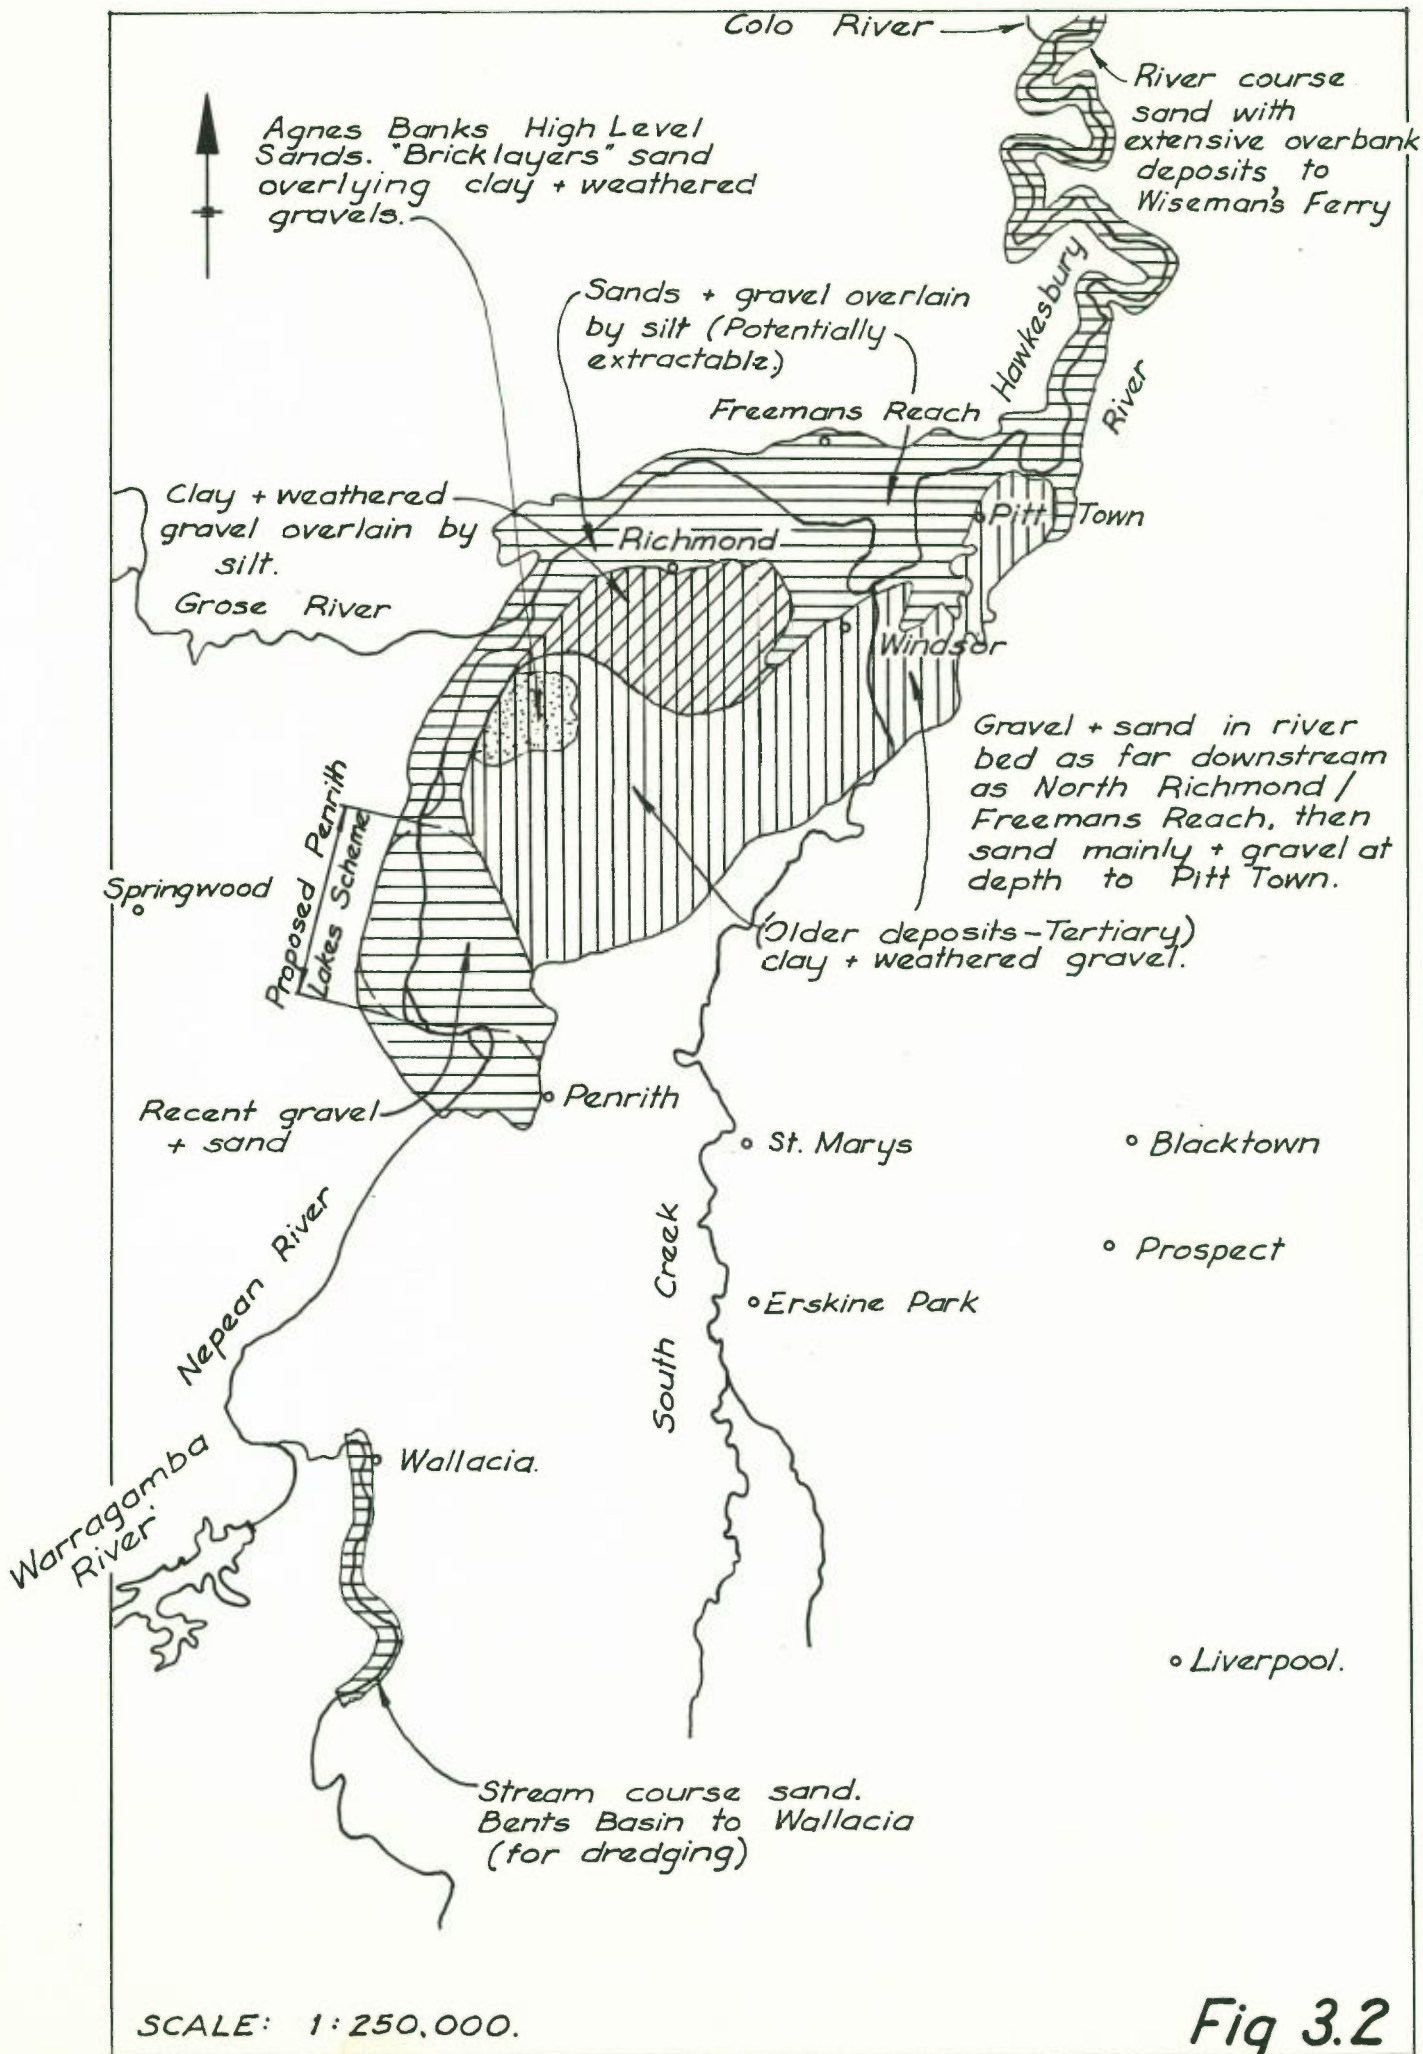 Colo River
River course
sand with
extensive overbank
deposits to
Wiseman's Ferry
Agnes Banks High Level
Sands. "Bricklayers" sand
overlying clay + weathered
gravels.
Sands + gravel overlain
by silt (Potentially
extractable.)
Hawkesbury
River
Freemans Reach
Clay + weathered
gravel overlain by
silt.
Richmond
Pitt Town
Grose River
Windsor
Gravel + sand in river
bed as far downstream
as North Richmond /
Freemans Reach, then
sand mainly + gravel at
depth to Pitt Town.
Proposed Penrith
Lakes Scheme
Springwood
(Older deposits - Tertiary)
clay + weathered gravel.
Recent gravel
+ sand
Penrith
St. Marys
Blacktown
Nepean River
South Creek
Prospect
Erskine Park
Warragamba
River
Wallacia.
Liverpool.
Stream course sand.
Bents Basin to Wallacia
(for dredging)
SCALE: 1:250,000.
Fig 3.2